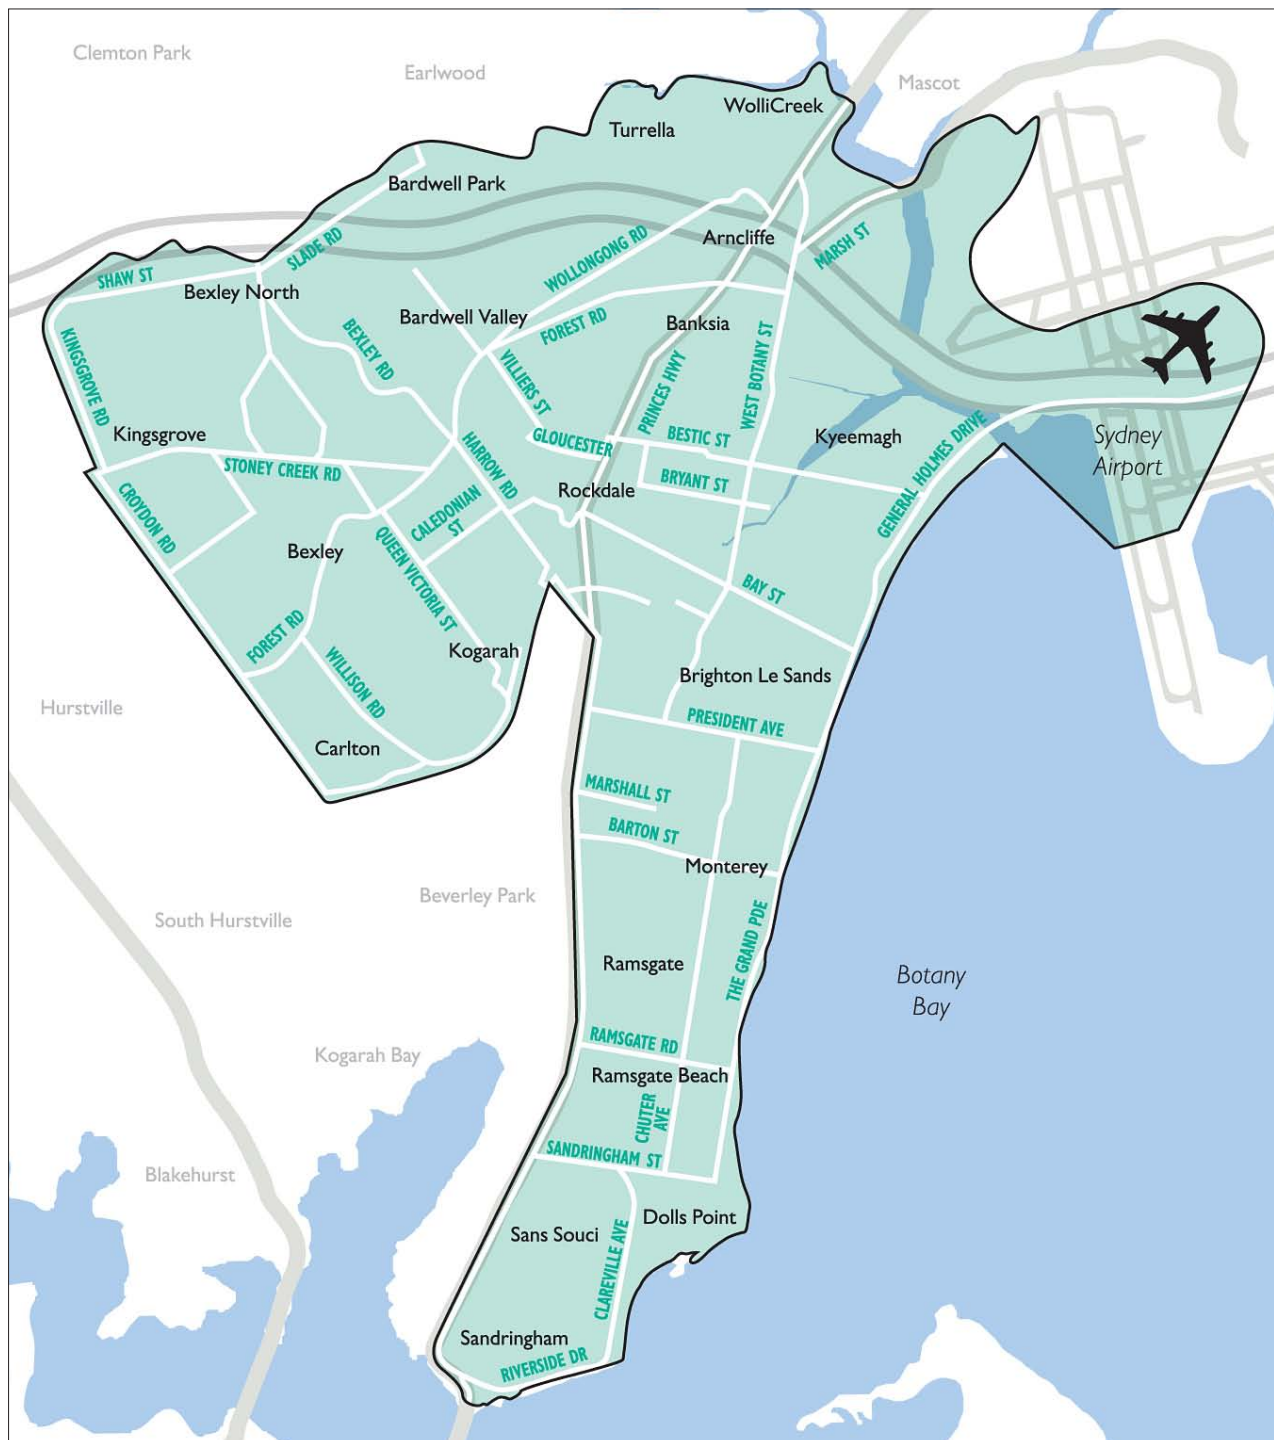 Clemton Park
Earlwood
Mascot
WolliCreek
Turrella
Bardwell Park
Arncliffe
MARSH ST
SLADE RD
WOLLONGONG RD
SHAW ST
Bexley North
Bardwell Valley
FOREST RD
Banksia
KINGSGROVE RD
BEXLEY RD
VILLIERS ST
PRINCES HWY
WEST BOTANY ST
Kingsgrove
GLOUCESTER
BESTIC ST
Kyeemagh
GENERAL HOLMES DRIVE
Sydney
Airport
STONEY CREEK RD
HARROW RD
BRYANT ST
Rockdale
CROYDON RD
CALEDONIAN
ST
Bexley
QUEEN VICTORIA ST
BAY ST
FOREST RD
WILLISON RD
Kogarah
Brighton Le Sands
Hurstville
PRESIDENT AVE
Carlton
MARSHALL ST
BARTON ST
Monterey
Beverley Park
South Hurstville
THE GRAND PDE
Ramsgate
Botany
Bay
RAMSGATE RD
Kogarah Bay
Ramsgate Beach
CHUTER
AVE
SANDRINGHAM ST
Blakehurst
Dolls Point
Sans Souci
CLAREVILLE AVE
Sandringham
RIVERSIDE DR